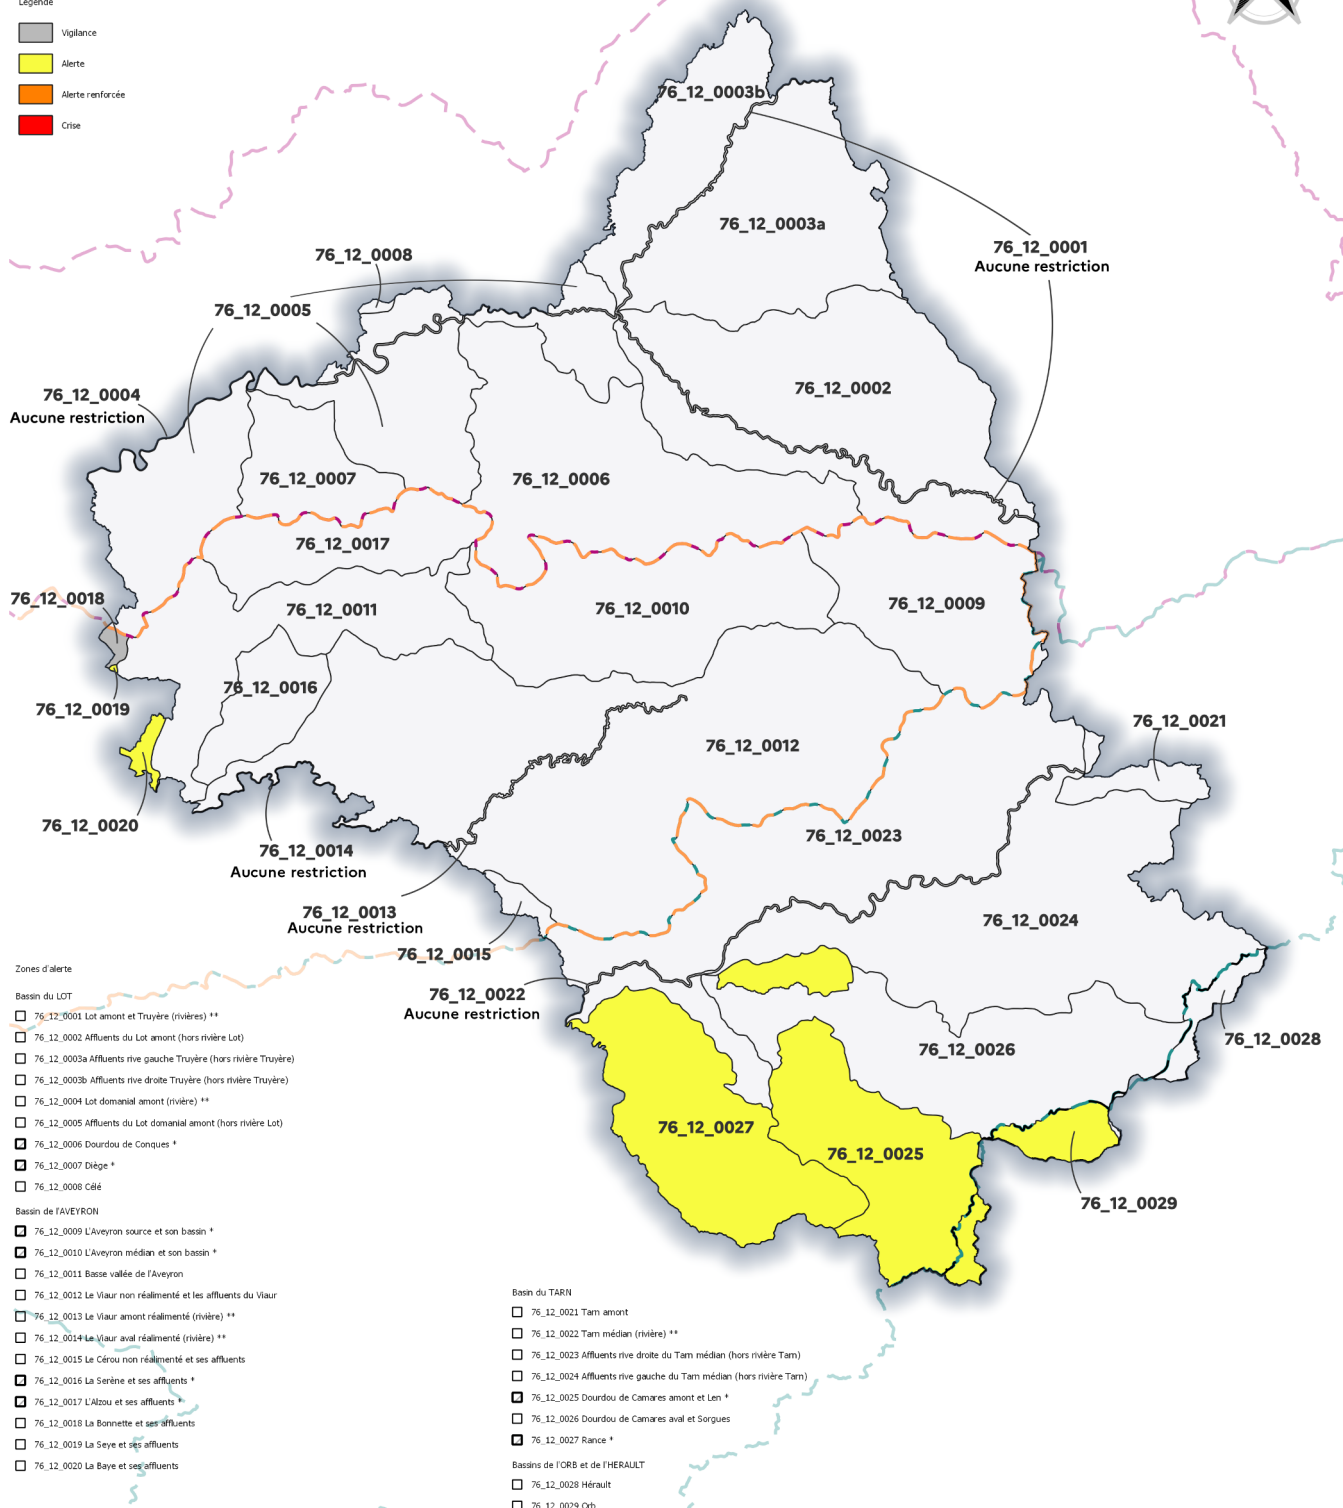 Légende
Vigilance
Alerte
Alerte renforcée
Crise
76_12_0003b
76_12_0003a
76_12_0001
Aucune restriction
76_12_0008
76_12_0005
76_12_0002
76_12_0004
Aucune restriction
76_12_0007
76_12_0006
76_12_0017
76_12_0018
76_12_0011
76_12_0010
76_12_0009
76_12_0016
76_12_0019
76_12_0021
76_12_0012
76_12_0020
76_12_0023
76_12_0014
Aucune restriction
76_12_0013
Aucune restriction
76_12_0024
76_12_0015
76_12_0022
Aucune restriction
76_12_0026
76_12_0028
76_12_0027
76_12_0025
76_12_0029
Zones d'alerte
Bassin du LOT
76_12_0001 Lot amont et Truyère (rivières) **
76_12_0002 Affluents du Lot amont (hors rivière Lot)
76_12_0003a Affluents rive gauche Truyère (hors rivière Truyère)
76_12_0003b Affluents rive droite Truyère (hors rivière Truyère)
76_12_0004 Lot domanial amont (rivière) **
76_12_0005 Affluents du Lot domanial amont (hors rivière Lot)
76_12_0006 Dourdou de Conques *
76_12_0007 Diège *
76_12_0008 Célé
Bassin de l'AVEYRON
76_12_0009 L'Aveyron source et son bassin *
76_12_0010 L'Aveyron médian et son bassin *
76_12_0011 Basse vallée de l'Aveyron
76_12_0012 Le Viaur non réalimenté et les affluents du Viaur
76_12_0013 Le Viaur amont réalimenté (rivière) **
76_12_0014 Le Viaur aval réalimenté (rivière) **
76_12_0015 Le Cérou non réalimenté et ses affluents
76_12_0016 La Serène et ses affluents *
76_12_0017 L'Alzou et ses affluents *
76_12_0018 La Bonnette et ses affluents
76_12_0019 La Seye et ses affluents
76_12_0020 La Baye et ses affluents
Basin du TARN
76_12_0021 Tarn amont
76_12_0022 Tarn médian (rivière) **
76_12_0023 Affluents rive droite du Tarn médian (hors rivière Tarn)
76_12_0024 Affluents rive gauche du Tarn médian (hors rivière Tarn)
76_12_0025 Dourdou de Camares amont et Len *
76_12_0026 Dourdou de Camares aval et Sorgues
76_12_0027 Rance *
Bassins de l'ORB et de l'HERAULT
76_12_0028 Hérault
76_12_0029 Orb